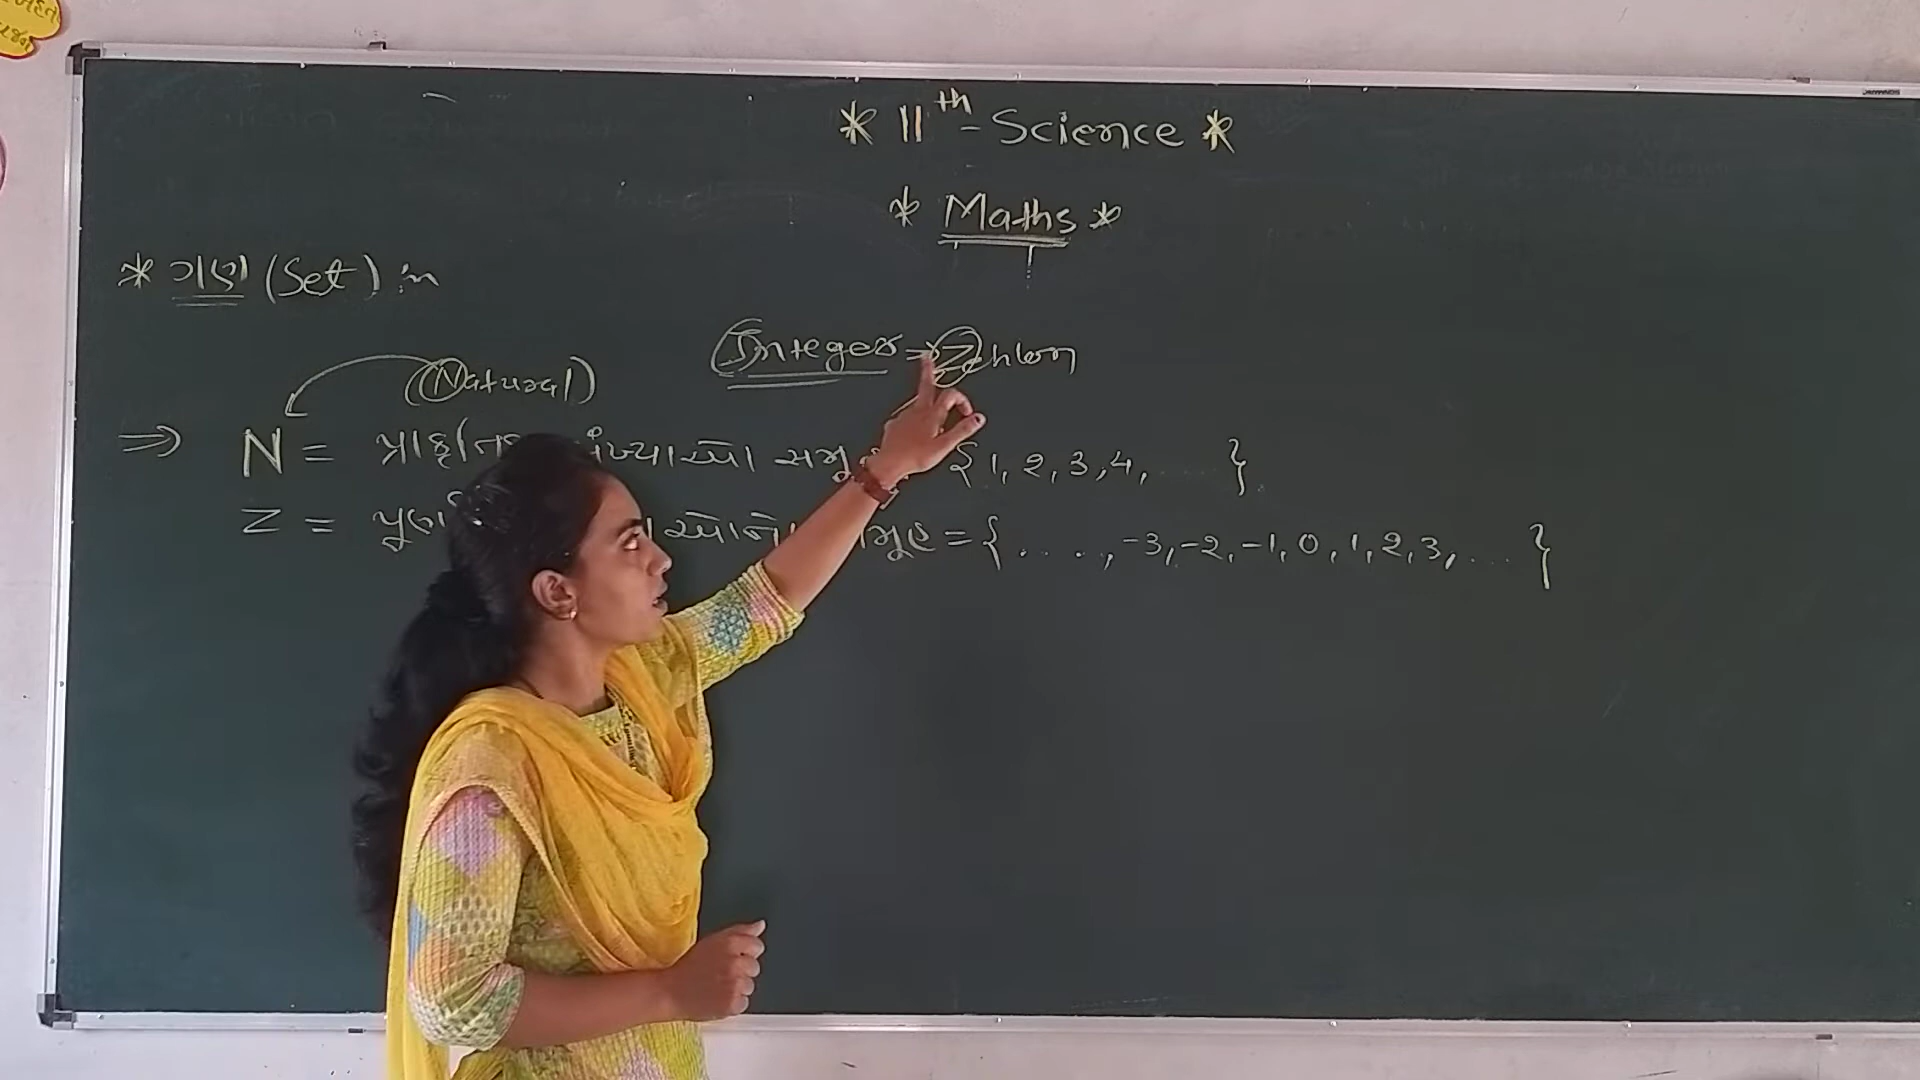 * 11th - Science *
* Maths *
* ગણ (Set) :-
(Natural) (Integer => Zehlen
=> N = પ્રાકૃતિક સંખ્યાઓનો સમૂહ = {1, 2, 3, 4, .... }
Z = પૂર્ણાં ઓનો સમૂહ = { ...., -3, -2, -1, 0, 1, 2, 3, .... }